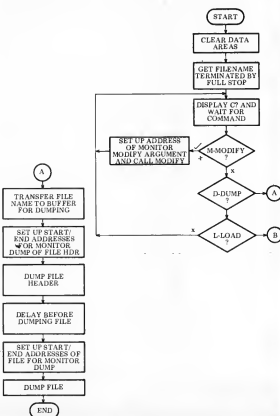 START
CLEAR DATA
AREAS
GET FILENAME
TERMINATED BY
FULL STOP
DISPLAY C? AND
WAIT FOR
COMMAND
SET UP ADDRESS
OF MONITOR
MODIFY ARGUMENT
AND CALL MODIFY
M-MODIFY
?
x
D-DUMP
?
A
x
L-LOAD
?
B
x
A
TRANSFER FILE
NAME TO BUFFER
FOR DUMPING
SET UP START/
END ADDRESSES
FOR MONITOR
DUMP OF FILE HDR
DUMP FILE
HEADER
DELAY BEFORE
DUMPING FILE
SET UP START/
END ADDRESSES OF
FILE FOR MONITOR
DUMP
DUMP FILE
END